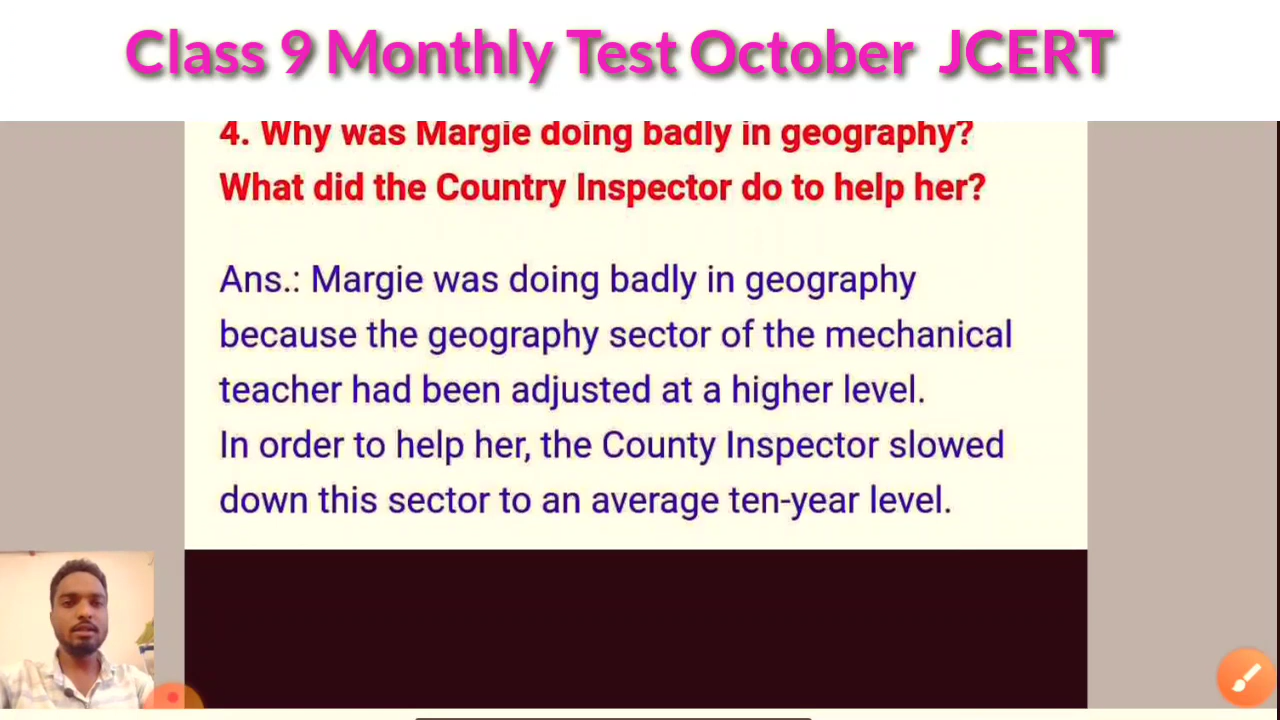 Class 9 Monthly Test October JCERT
4. Why was Margie doing badly in geography?
What did the Country Inspector do to help her?
Ans.: Margie was doing badly in geography
because the geography sector of the mechanical
teacher had been adjusted at a higher level.
In order to help her, the County Inspector slowed
down this sector to an average ten-year level.